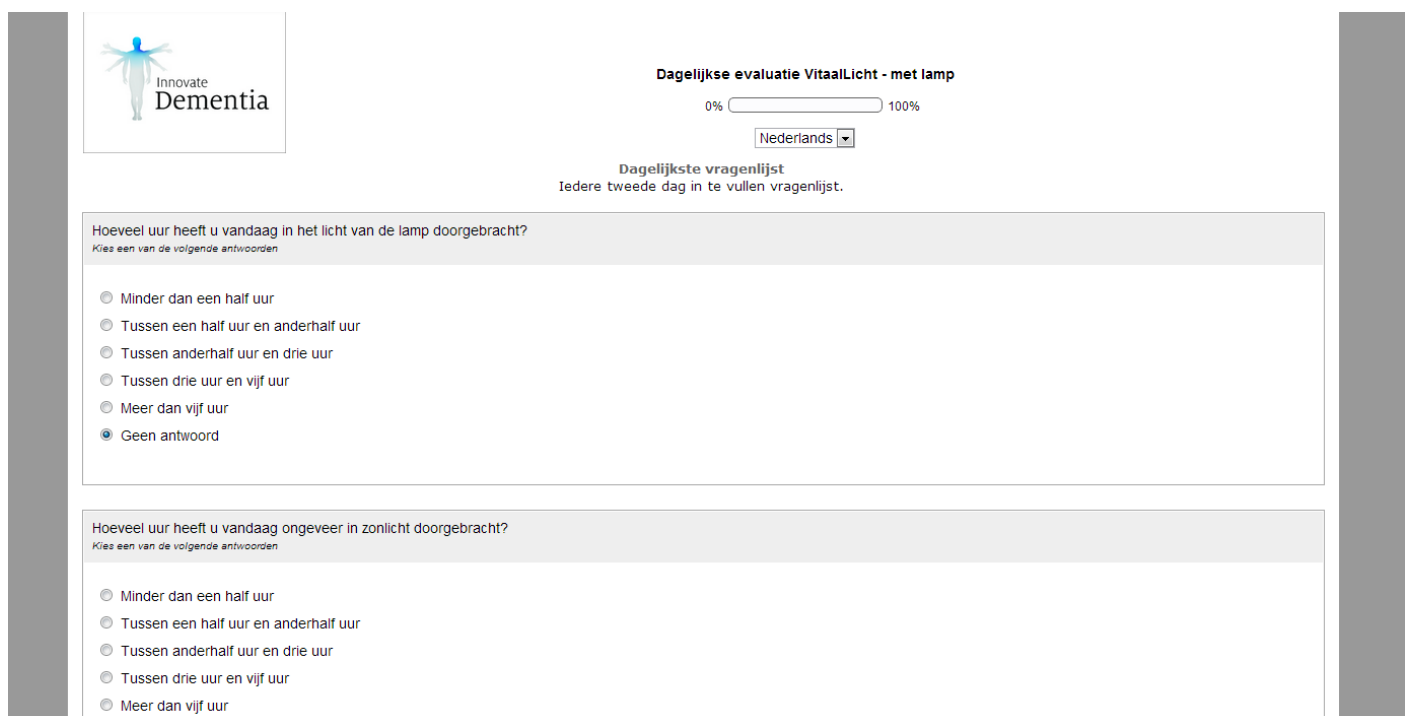 Innovate
Dementia
Dagelijkse evaluatie VitaalLicht - met lamp
0% 100%
Nederlands
Dagelijkste vragenlijst
Iedere tweede dag in te vullen vragenlijst.
Hoeveel uur heeft u vandaag in het licht van de lamp doorgebracht?
Kies een van de volgende antwoorden
Minder dan een half uur
Tussen een half uur en anderhalf uur
Tussen anderhalf uur en drie uur
Tussen drie uur en vijf uur
Meer dan vijf uur
Geen antwoord
Hoeveel uur heeft u vandaag ongeveer in zonlicht doorgebracht?
Kies een van de volgende antwoorden
Minder dan een half uur
Tussen een half uur en anderhalf uur
Tussen anderhalf uur en drie uur
Tussen drie uur en vijf uur
Meer dan vijf uur